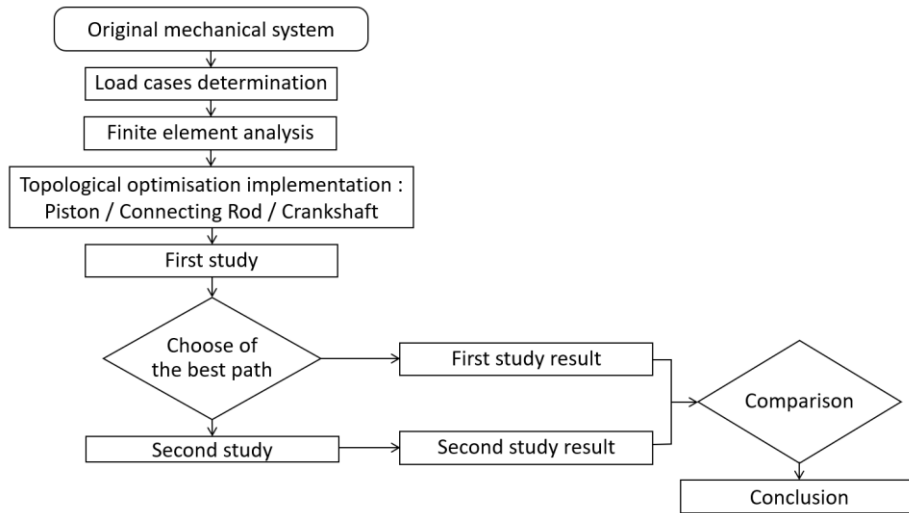 Original mechanical system
Load cases determination
Finite element analysis
Topological optimisation implementation :
Piston / Connecting Rod / Crankshaft
First study
Choose of
the best path
First study result
Second study
Second study result
Comparison
Conclusion